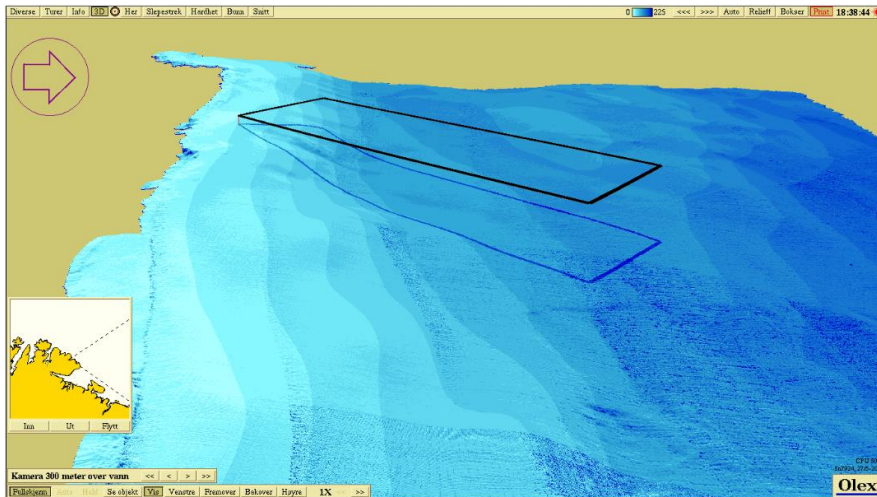 Diverse Turer Info 3D Her Slepestrek Hardhet Bunn Snitt 0 225 <<< >>> Auto Relieff Bokser Print 18:38:44
Inn Ut Flytt
Kamera 300 meter over vann << < > >>
Fullskjerm Auto Hold Se objekt Vis Venstre Fremover Bakover Høyre 1X << >>
Olex